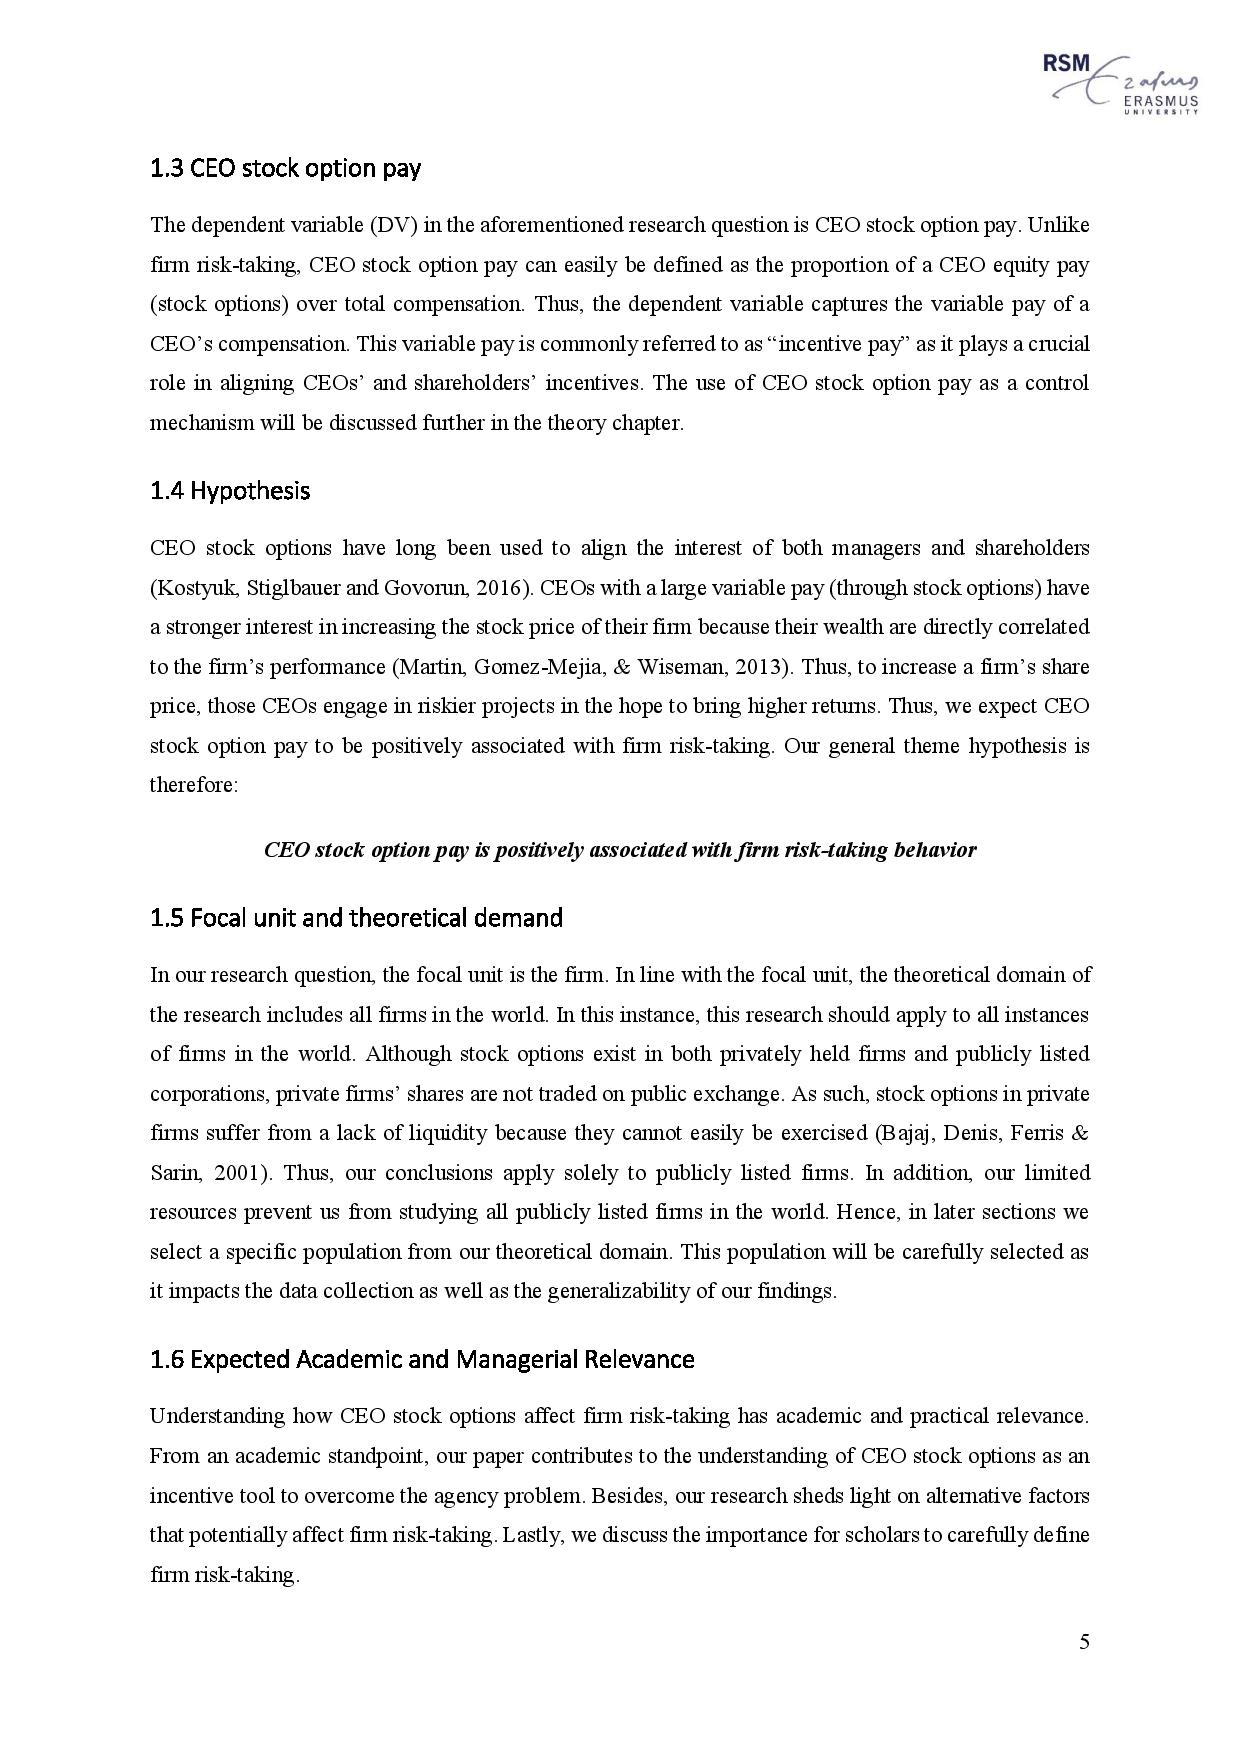 RSM
Erasmus
ERASMUS
UNIVERSITY
1.3 CEO stock option pay
The dependent variable (DV) in the aforementioned research question is CEO stock option pay. Unlike
firm risk-taking, CEO stock option pay can easily be defined as the proportion of a CEO equity pay
(stock options) over total compensation. Thus, the dependent variable captures the variable pay of a
CEO’s compensation. This variable pay is commonly referred to as “incentive pay” as it plays a crucial
role in aligning CEOs’ and shareholders’ incentives. The use of CEO stock option pay as a control
mechanism will be discussed further in the theory chapter.
1.4 Hypothesis
CEO stock options have long been used to align the interest of both managers and shareholders
(Kostyuk, Stiglbauer and Govorun, 2016). CEOs with a large variable pay (through stock options) have
a stronger interest in increasing the stock price of their firm because their wealth are directly correlated
to the firm’s performance (Martin, Gomez-Mejia, & Wiseman, 2013). Thus, to increase a firm’s share
price, those CEOs engage in riskier projects in the hope to bring higher returns. Thus, we expect CEO
stock option pay to be positively associated with firm risk-taking. Our general theme hypothesis is
therefore:
CEO stock option pay is positively associated with firm risk-taking behavior
1.5 Focal unit and theoretical demand
In our research question, the focal unit is the firm. In line with the focal unit, the theoretical domain of
the research includes all firms in the world. In this instance, this research should apply to all instances
of firms in the world. Although stock options exist in both privately held firms and publicly listed
corporations, private firms’ shares are not traded on public exchange. As such, stock options in private
firms suffer from a lack of liquidity because they cannot easily be exercised (Bajaj, Denis, Ferris &
Sarin, 2001). Thus, our conclusions apply solely to publicly listed firms. In addition, our limited
resources prevent us from studying all publicly listed firms in the world. Hence, in later sections we
select a specific population from our theoretical domain. This population will be carefully selected as
it impacts the data collection as well as the generalizability of our findings.
1.6 Expected Academic and Managerial Relevance
Understanding how CEO stock options affect firm risk-taking has academic and practical relevance.
From an academic standpoint, our paper contributes to the understanding of CEO stock options as an
incentive tool to overcome the agency problem. Besides, our research sheds light on alternative factors
that potentially affect firm risk-taking. Lastly, we discuss the importance for scholars to carefully define
firm risk-taking.
5